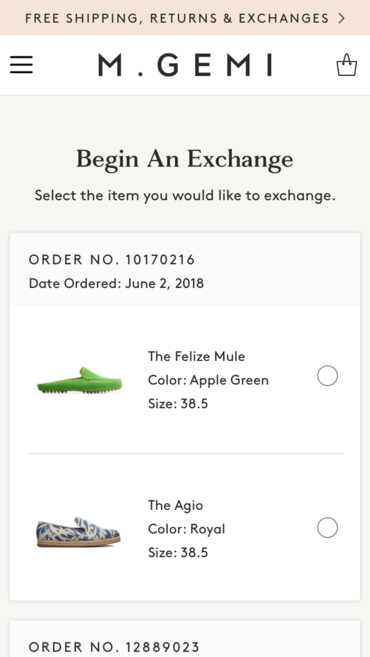 FREE SHIPPING, RETURNS & EXCHANGES
M.GEMI
Begin An Exchange
Select the item you would like to exchange.
ORDER NO. 10170216
Date Ordered: June 2, 2018
The Felize Mule
Color: Apple Green
Size: 38.5
The Agio
Color: Royal
Size: 38.5
ORDER NO. 12889023